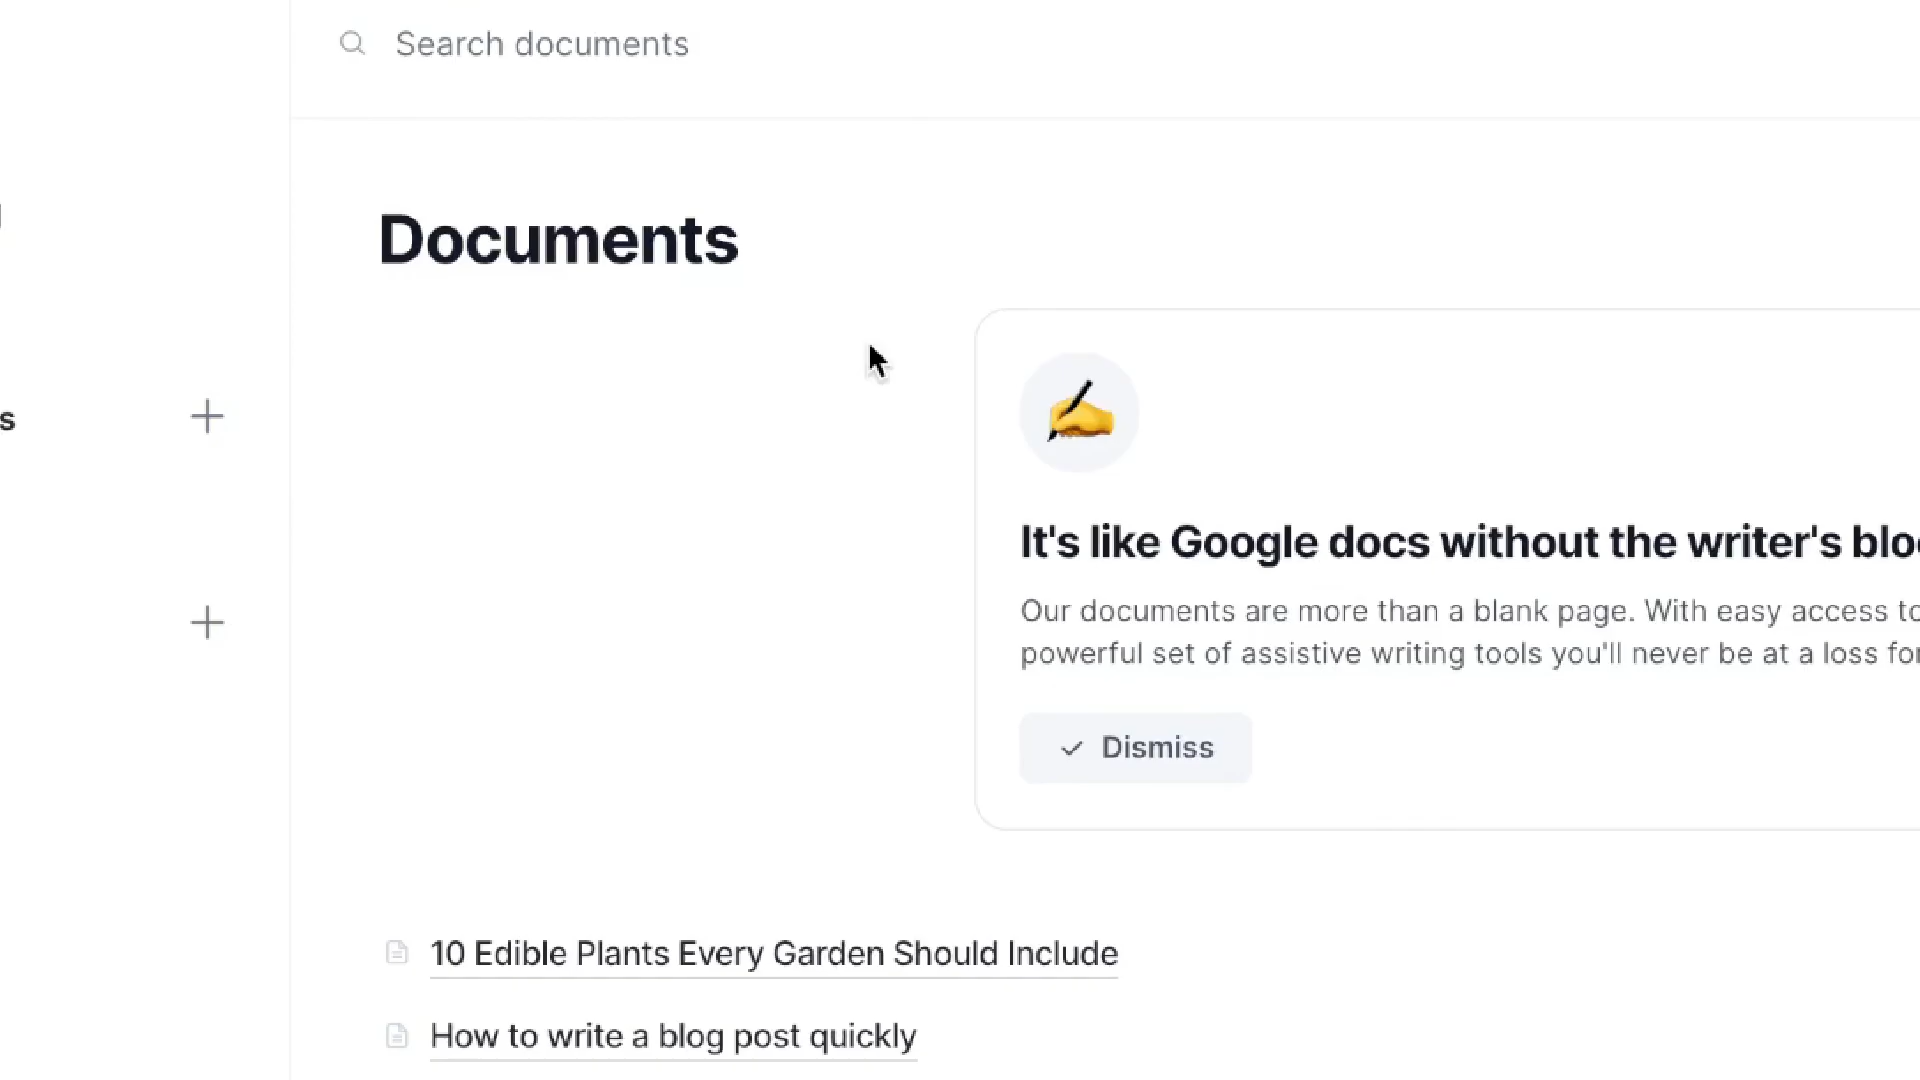 Search documents
Documents
s
It's like Google docs without the writer's
Our documents are more than a blank page. With easy access to
powerful set of assistive writing tools you'll never be at a loss for
Dismiss
10 Edible Plants Every Garden Should Include
How to write a blog post quickly